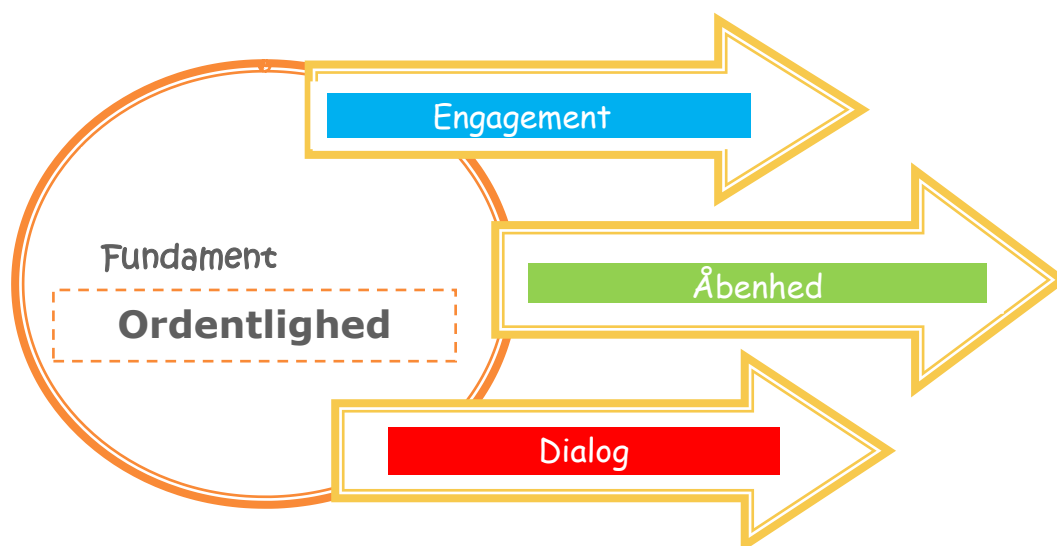 Engagement
Fundament
Åbenhed
Ordentlighed
Dialog